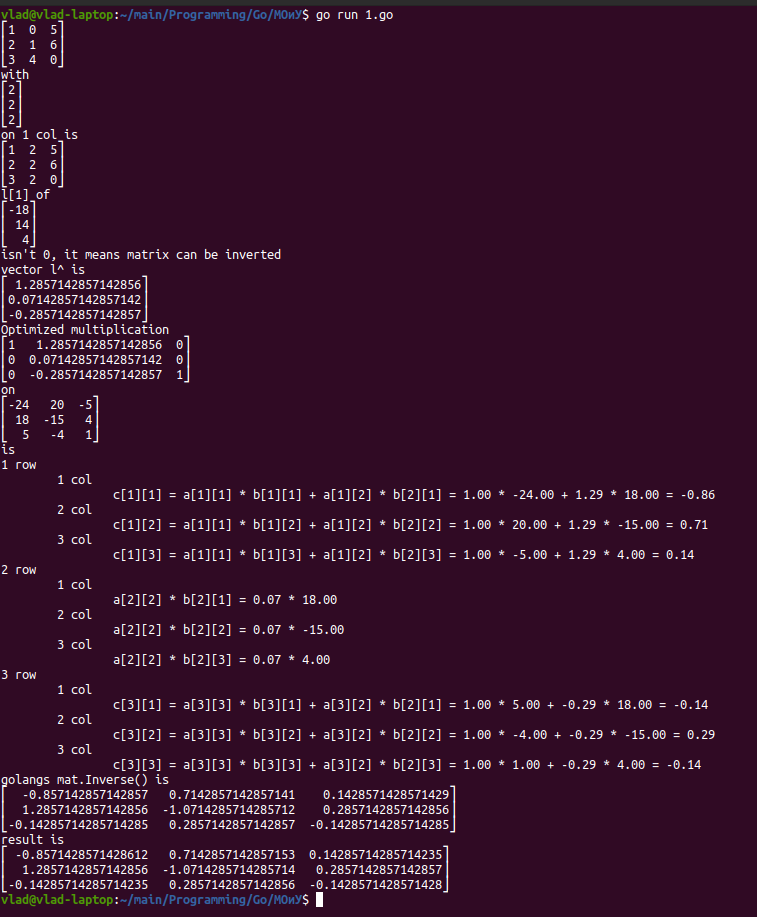 vlad@vlad-laptop:~/main/Programming/Go/МОиУ$ go run 1.go
⎡1  0  5⎤
⎢2  1  6⎥
⎣3  4  0⎦
with
⎡2⎤
⎢2⎥
⎣2⎦
on 1 col is
⎡1  2  5⎤
⎢2  2  6⎥
⎣3  2  0⎦
l[1] of
⎡-18⎤
⎢ 14⎥
⎣  4⎦
isn't 0, it means matrix can be inverted
vector l^ is
⎡ 1.2857142857142856⎤
⎢0.07142857142857142⎥
⎣-0.2857142857142857⎦
Optimized multiplication
⎡1   1.2857142857142856  0⎤
⎢0  0.07142857142857142  0⎥
⎣0  -0.2857142857142857  1⎦
on
⎡-24   20  -5⎤
⎢ 18  -15   4⎥
⎣  5   -4   1⎦
is
1 row
1 col
c[1][1] = a[1][1] * b[1][1] + a[1][2] * b[2][1] = 1.00 * -24.00 + 1.29 * 18.00 = -0.86
2 col
c[1][2] = a[1][1] * b[1][2] + a[1][2] * b[2][2] = 1.00 * 20.00 + 1.29 * -15.00 = 0.71
3 col
c[1][3] = a[1][1] * b[1][3] + a[1][2] * b[2][3] = 1.00 * -5.00 + 1.29 * 4.00 = 0.14
2 row
1 col
a[2][2] * b[2][1] = 0.07 * 18.00
2 col
a[2][2] * b[2][2] = 0.07 * -15.00
3 col
a[2][2] * b[2][3] = 0.07 * 4.00
3 row
1 col
c[3][1] = a[3][3] * b[3][1] + a[3][2] * b[2][1] = 1.00 * 5.00 + -0.29 * 18.00 = -0.14
2 col
c[3][2] = a[3][3] * b[3][2] + a[3][2] * b[2][2] = 1.00 * -4.00 + -0.29 * -15.00 = 0.29
3 col
c[3][3] = a[3][3] * b[3][3] + a[3][2] * b[2][3] = 1.00 * 1.00 + -0.29 * 4.00 = -0.14
golangs mat.Inverse() is
⎡  -0.857142857142857   0.7142857142857141    0.1428571428571429⎤
⎢  1.2857142857142856  -1.0714285714285712    0.2857142857142856⎥
⎣-0.14285714285714285   0.2857142857142857  -0.14285714285714285⎦
result is
⎡ -0.8571428571428612   0.7142857142857153  0.14285714285714235⎤
⎢  1.2857142857142856  -1.0714285714285714   0.2857142857142857⎥
⎣-0.14285714285714235   0.2857142857142856  -0.1428571428571428⎦
vlad@vlad-laptop:~/main/Programming/Go/МОиУ$